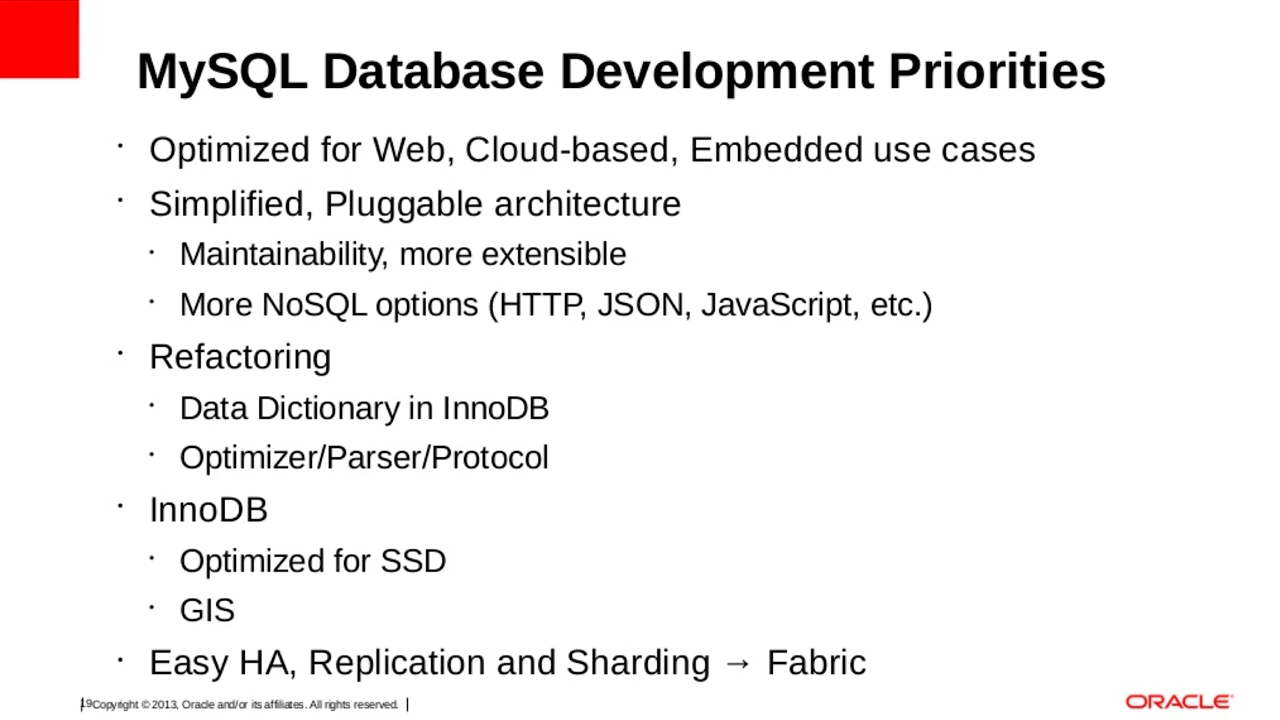 MySQL Database Development Priorities
· Optimized for Web, Cloud-based, Embedded use cases
· Simplified, Pluggable architecture
· Maintainability, more extensible
· More NoSQL options (HTTP, JSON, JavaScript, etc.)
· Refactoring
· Data Dictionary in InnoDB
· Optimizer/Parser/Protocol
· InnoDB
· Optimized for SSD
· GIS
· Easy HA, Replication and Sharding → Fabric
19 Copyright © 2013, Oracle and/or its affiliates. All rights reserved. |
ORACLE®